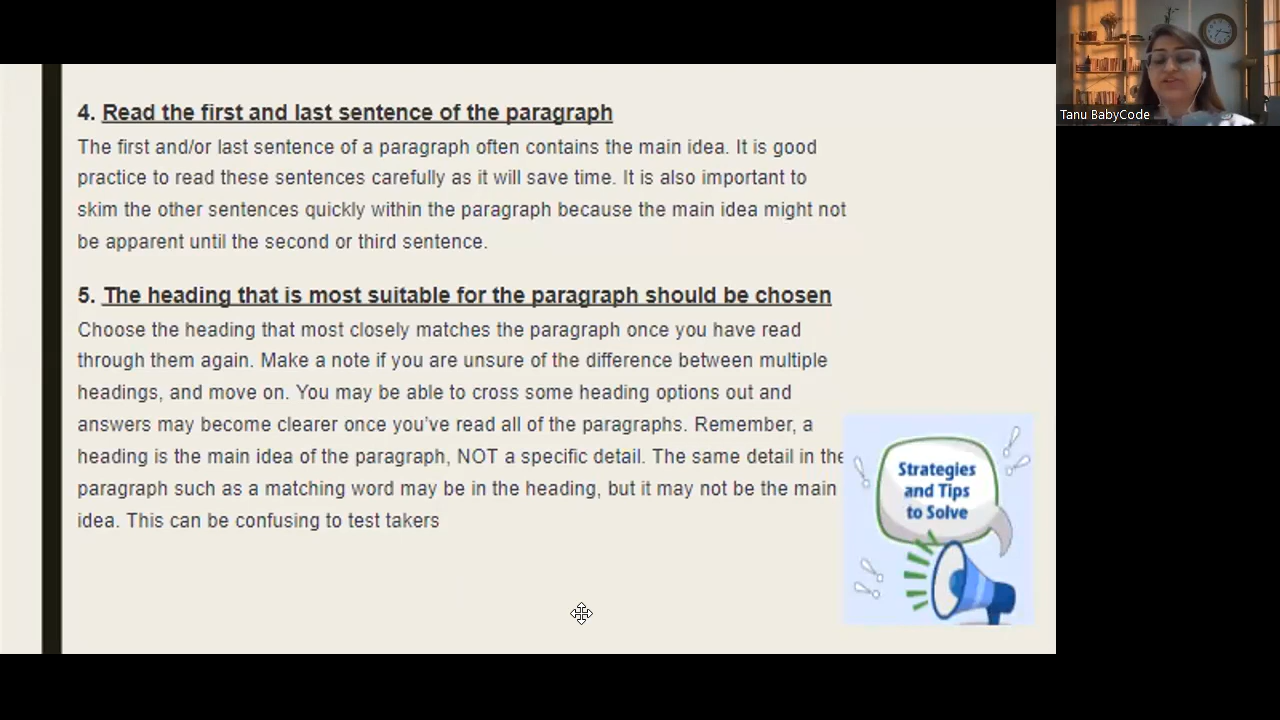 4. Read the first and last sentence of the paragraph
The first and/or last sentence of a paragraph often contains the main idea. It is good
practice to read these sentences carefully as it will save time. It is also important to
skim the other sentences quickly within the paragraph because the main idea might not
be apparent until the second or third sentence.
5. The heading that is most suitable for the paragraph should be chosen
Choose the heading that most closely matches the paragraph once you have read
through them again. Make a note if you are unsure of the difference between multiple
headings, and move on. You may be able to cross some heading options out and
answers may become clearer once you’ve read all of the paragraphs. Remember, a
heading is the main idea of the paragraph, NOT a specific detail. The same detail in the
paragraph such as a matching word may be in the heading, but it may not be the main
idea. This can be confusing to test takers
Strategies
and Tips
to Solve
Tanu BabyCode